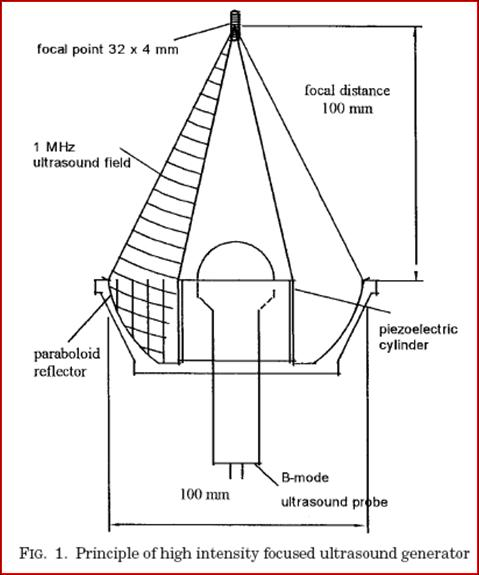 focal point 32 x 4 mm
focal distance
100 mm
1 MHz
ultrasound field
piezoelectric
cylinder
paraboloid
reflector
B-mode
ultrasound probe
100 mm
FIG. 1. Principle of high intensity focused ultrasound generator